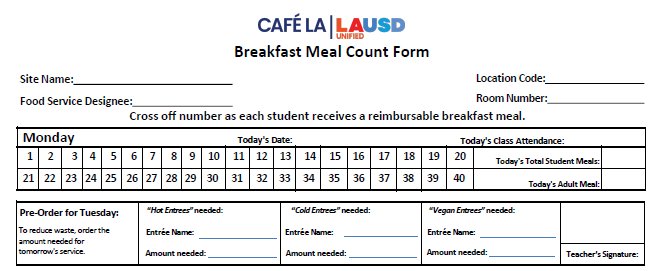 CAFÉ LA LAUSD
UNIFIED
Breakfast Meal Count Form
Site Name: Location Code:
Food Service Designee: Room Number:
Cross off number as each student receives a reimbursable breakfast meal.
Monday Today's Date: Today's Class Attendance:
1 2 3 4 5 6 7 8 9 10 11 12 13 14 15 16 17 18 19 20 Today's Total Student Meals:
21 22 23 24 25 26 27 28 29 30 31 32 33 34 35 36 37 38 39 40 Today's Adult Meal:
Pre-Order for Tuesday: "Hot Entrees" needed: "Cold Entrees" needed: "Vegan Entrees" needed:
To reduce waste, order Entrée Name: Entrée Name: Entrée Name:
the amount needed for
tomorrow's service. Amount needed: Amount needed: Amount needed: Teacher's Signature: